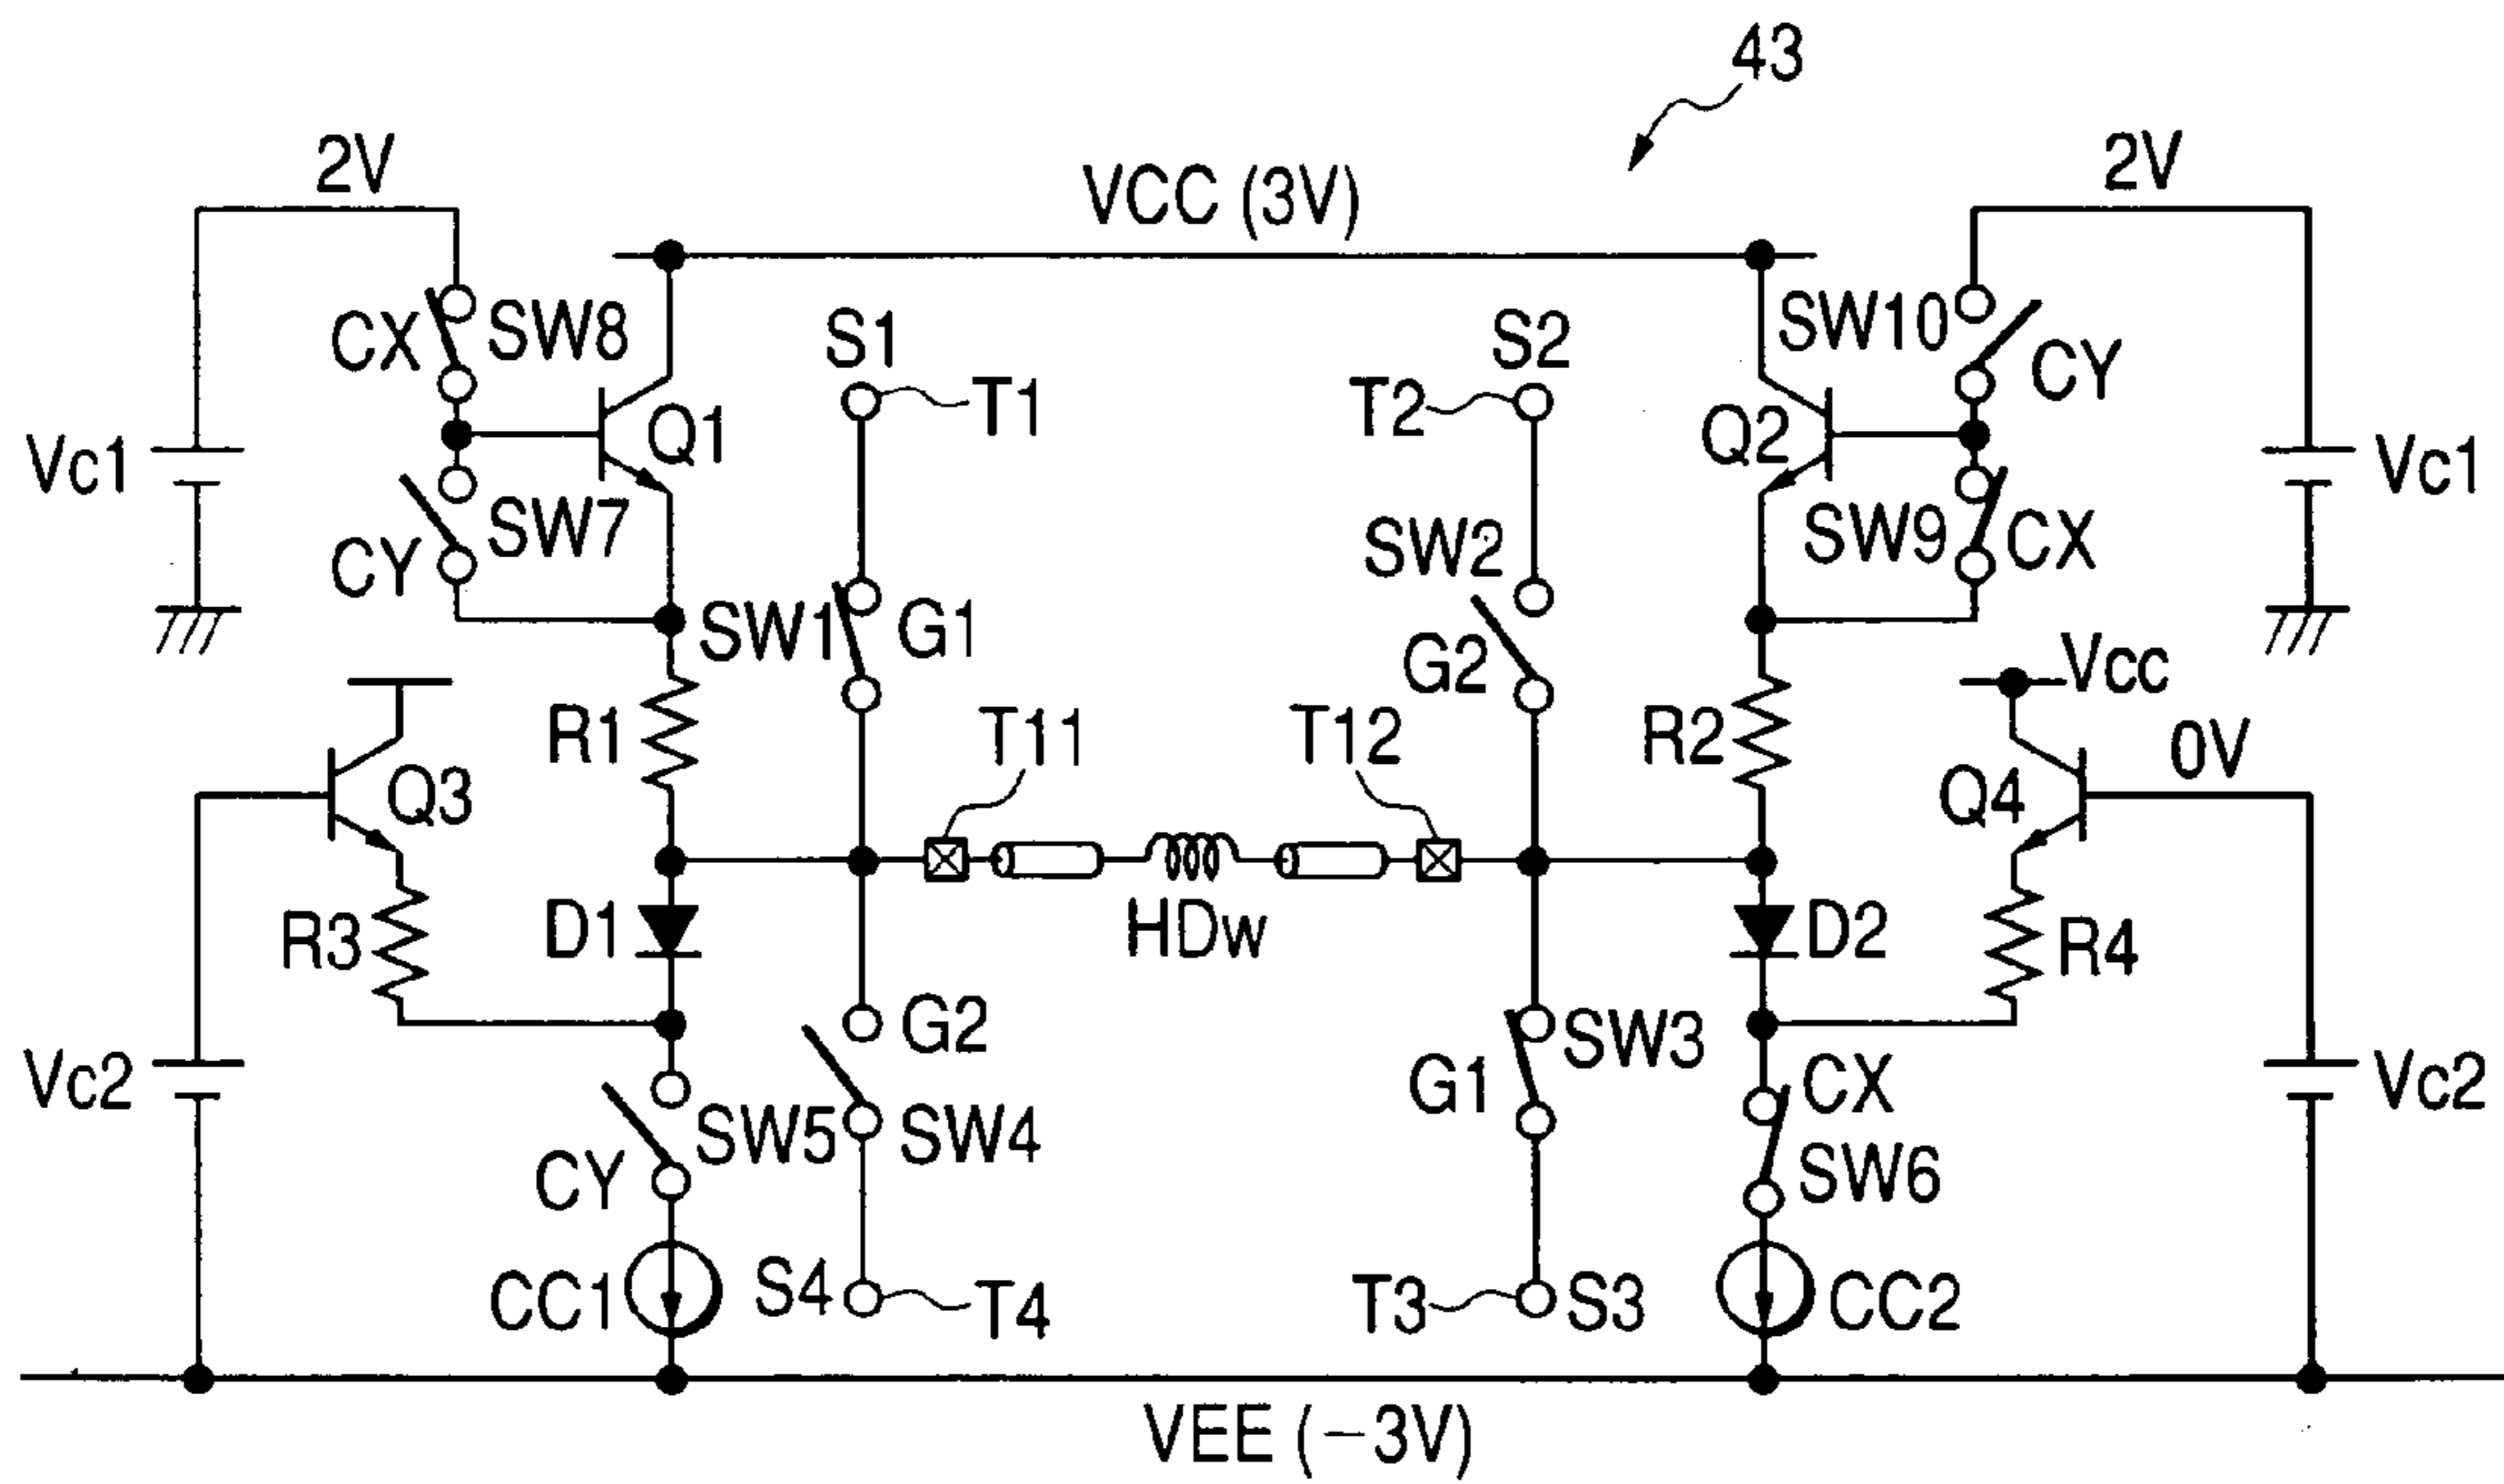 43
2V
2V
VCC (3V)
CX
SW8
S1
S2
SW10
CY
T1
T2
Q1
Q2
Vc1
Vc1
SW7
CY
SW2
SW9
CX
SW1
G1
G2
Vcc
R1
T11
T12
R2
0V
Q3
Q4
R3
D1
HDw
D2
R4
G2
SW3
Vc2
G1
CX
Vc2
SW5
SW4
CY
SW6
CC1
S4
T4
T3
S3
CC2
VEE (−3V)